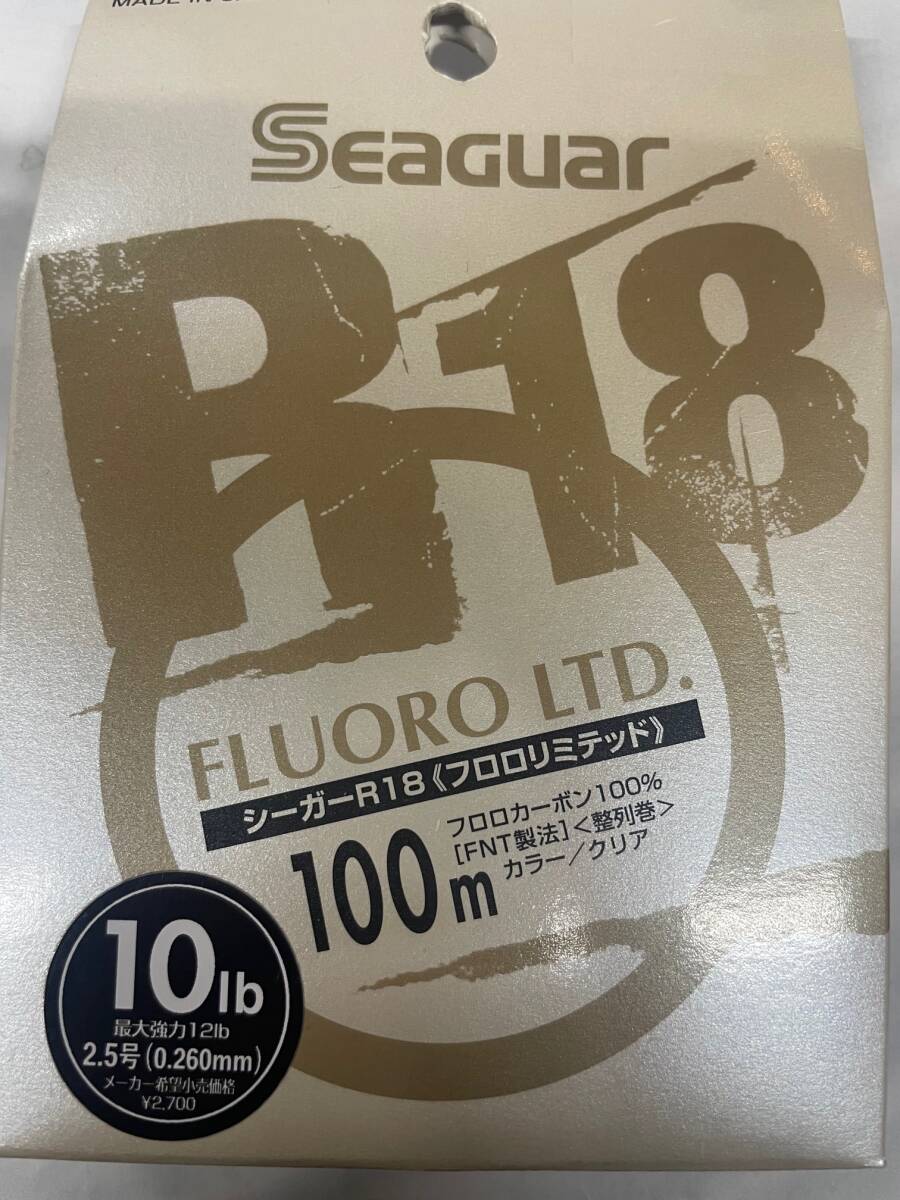 MADE IN
SEAGUAR
R18
FLUORO LTD.
シーガーR18《フロロリミテッド》
100m
フロロカーボン100%
[FNT製法]<整列巻>
カラー/クリア
10lb
最大強力12lb
2.5号(0.260mm)
メーカー希望小売価格
¥2,700